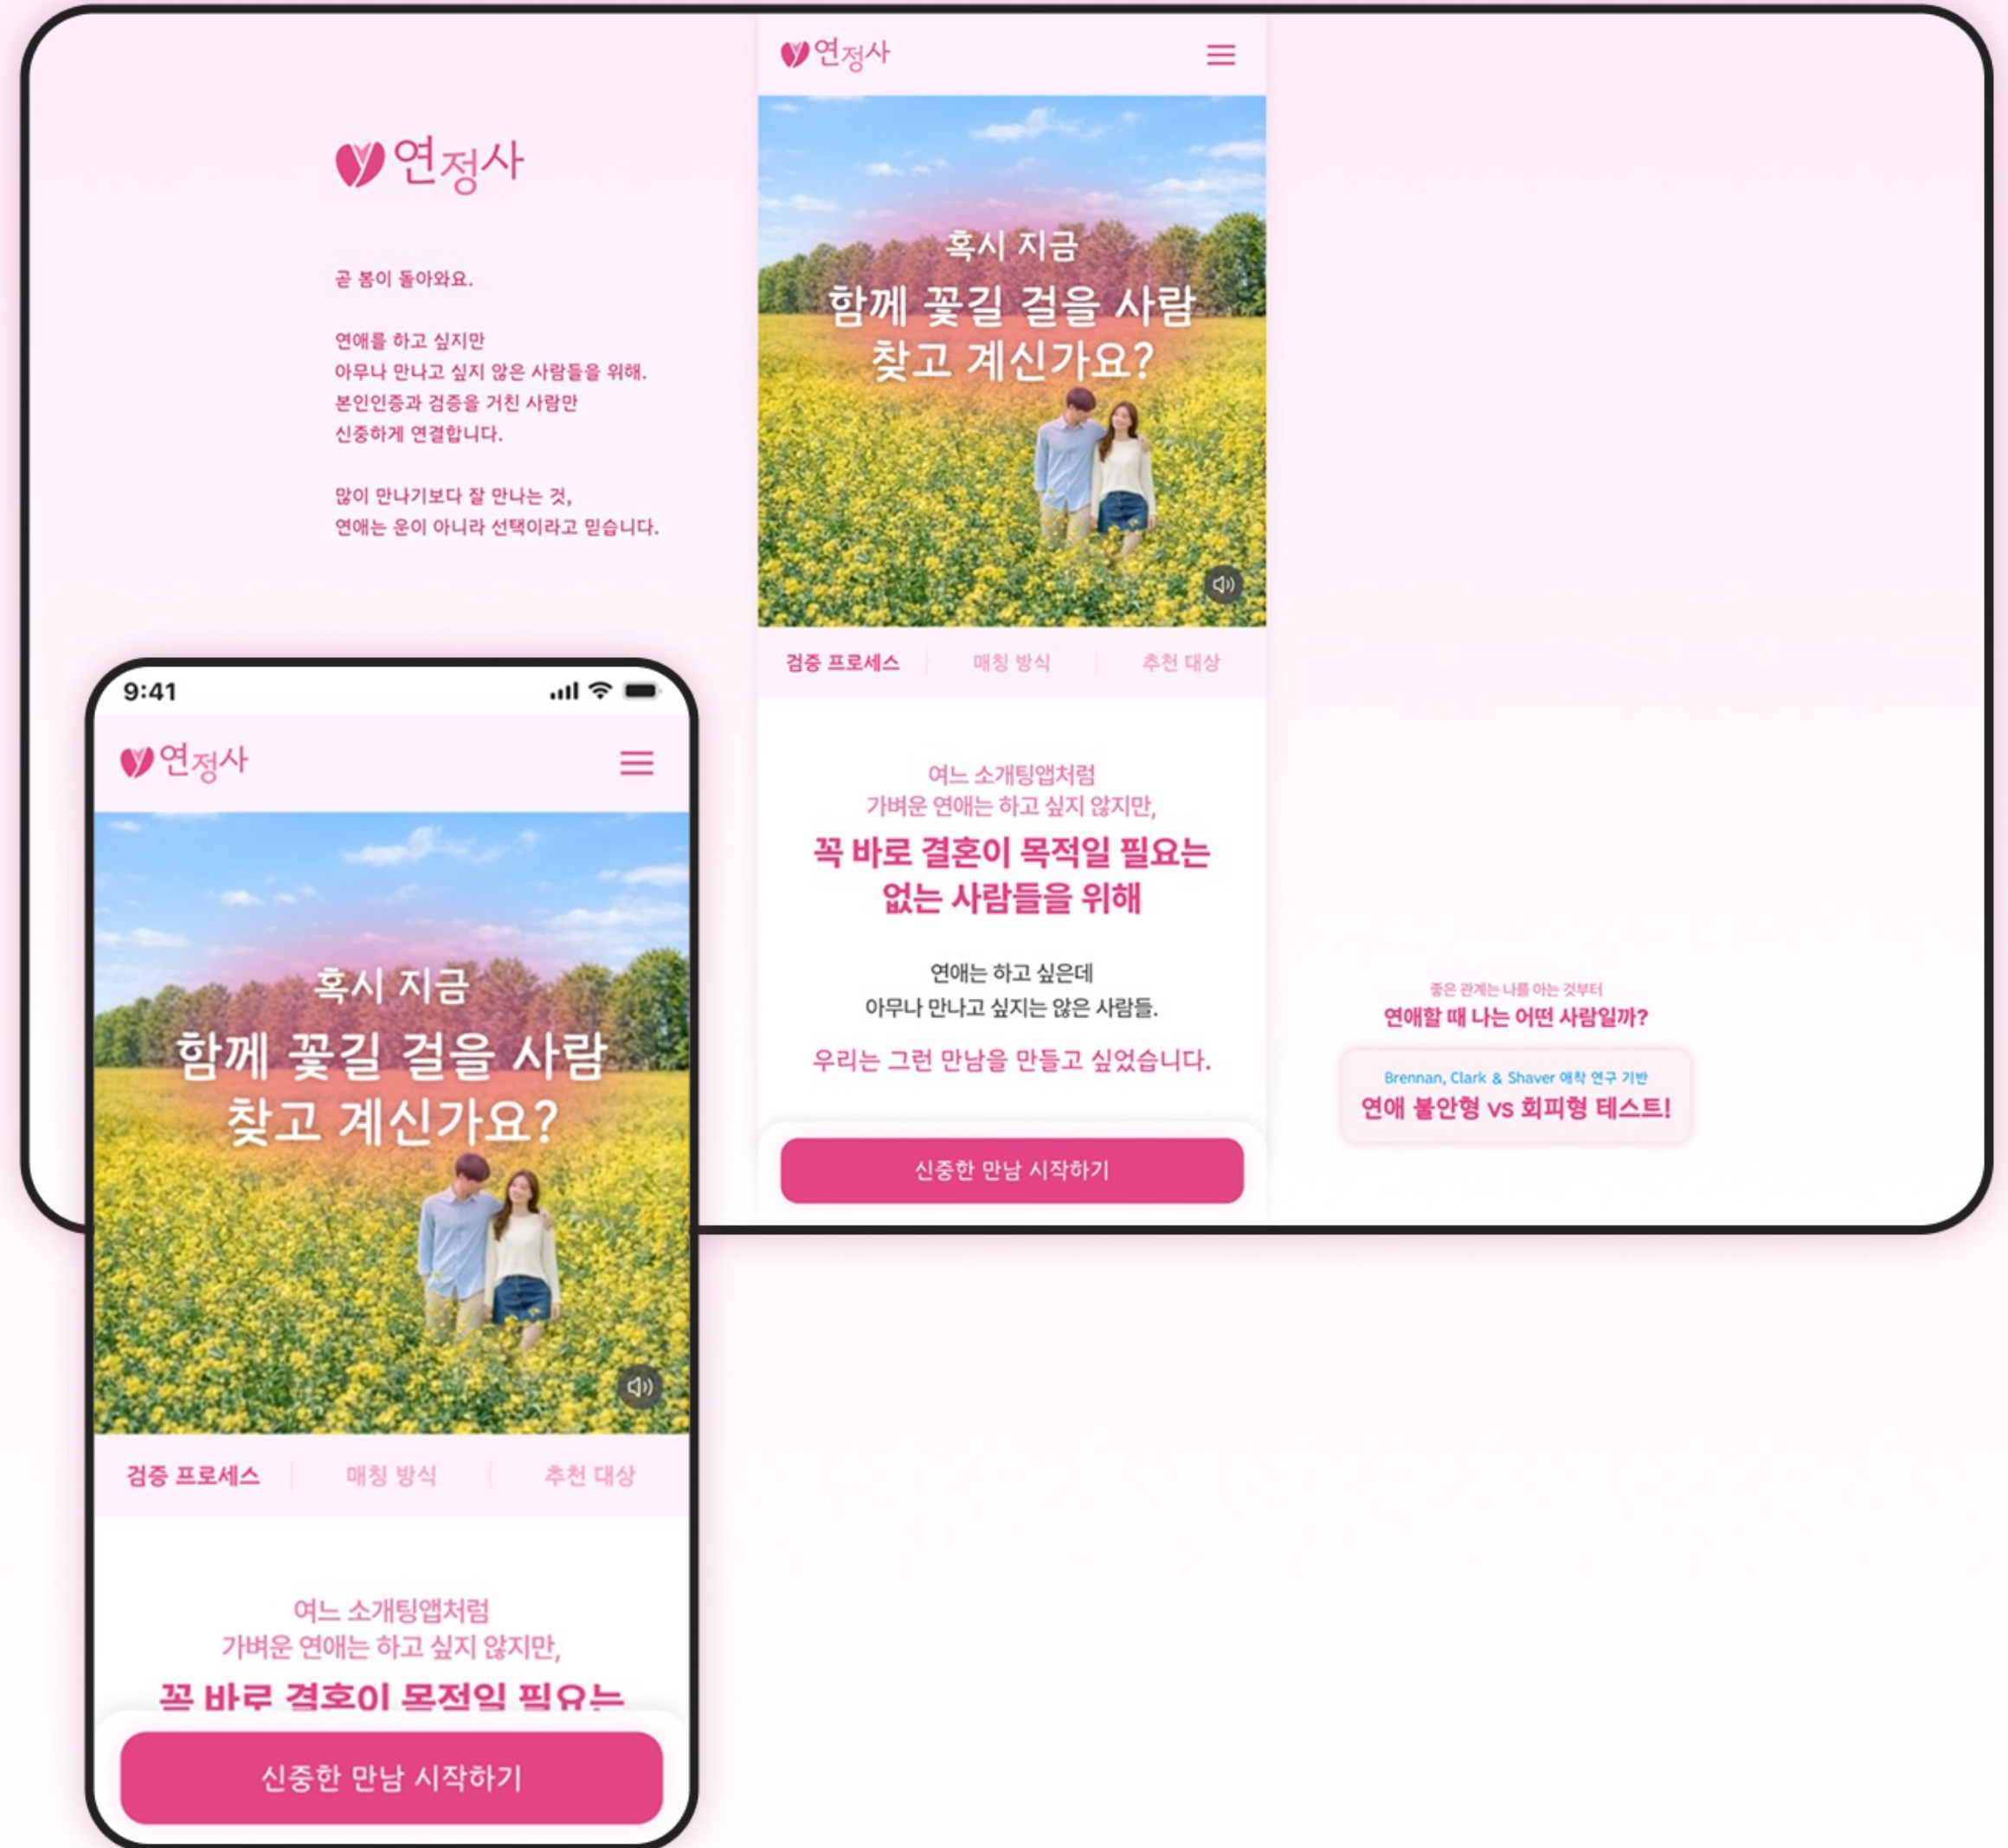 연정사
곧 봄이 돌아와요.
연애를 하고 싶지만
아무나 만나고 싶지 않은 사람들을 위해.
본인인증과 검증을 거친 사람만
신중하게 연결합니다.
많이 만나기보다 잘 만나는 것,
연애는 운이 아니라 선택이라고 믿습니다.
연정사
혹시 지금
함께 꽃길 걸을 사람
찾고 계신가요?
검증 프로세스
매칭 방식
추천 대상
여느 소개팅앱처럼
가벼운 연애는 하고 싶지 않지만,
꼭 바로 결혼이 목적일 필요는
없는 사람들을 위해
연애는 하고 싶은데
아무나 만나고 싶지는 않은 사람들.
우리는 그런 만남을 만들고 싶었습니다.
신중한 만남 시작하기
좋은 관계는 나를 아는 것부터
연애할 때 나는 어떤 사람일까?
Brennan, Clark & Shaver 애착 연구 기반
연애 불안형 vs 회피형 테스트!
9:41
연정사
혹시 지금
함께 꽃길 걸을 사람
찾고 계신가요?
검증 프로세스
매칭 방식
추천 대상
여느 소개팅앱처럼
가벼운 연애는 하고 싶지 않지만,
꼭 바로 결혼이 목적일 필요는
신중한 만남 시작하기